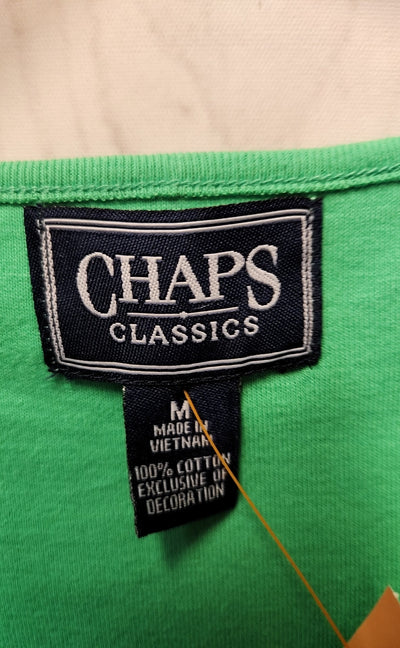 CHAPS
CLASSICS
M
MADE IN
VIETNAM
100% COTTON
EXCLUSIVE OF
DECORATION